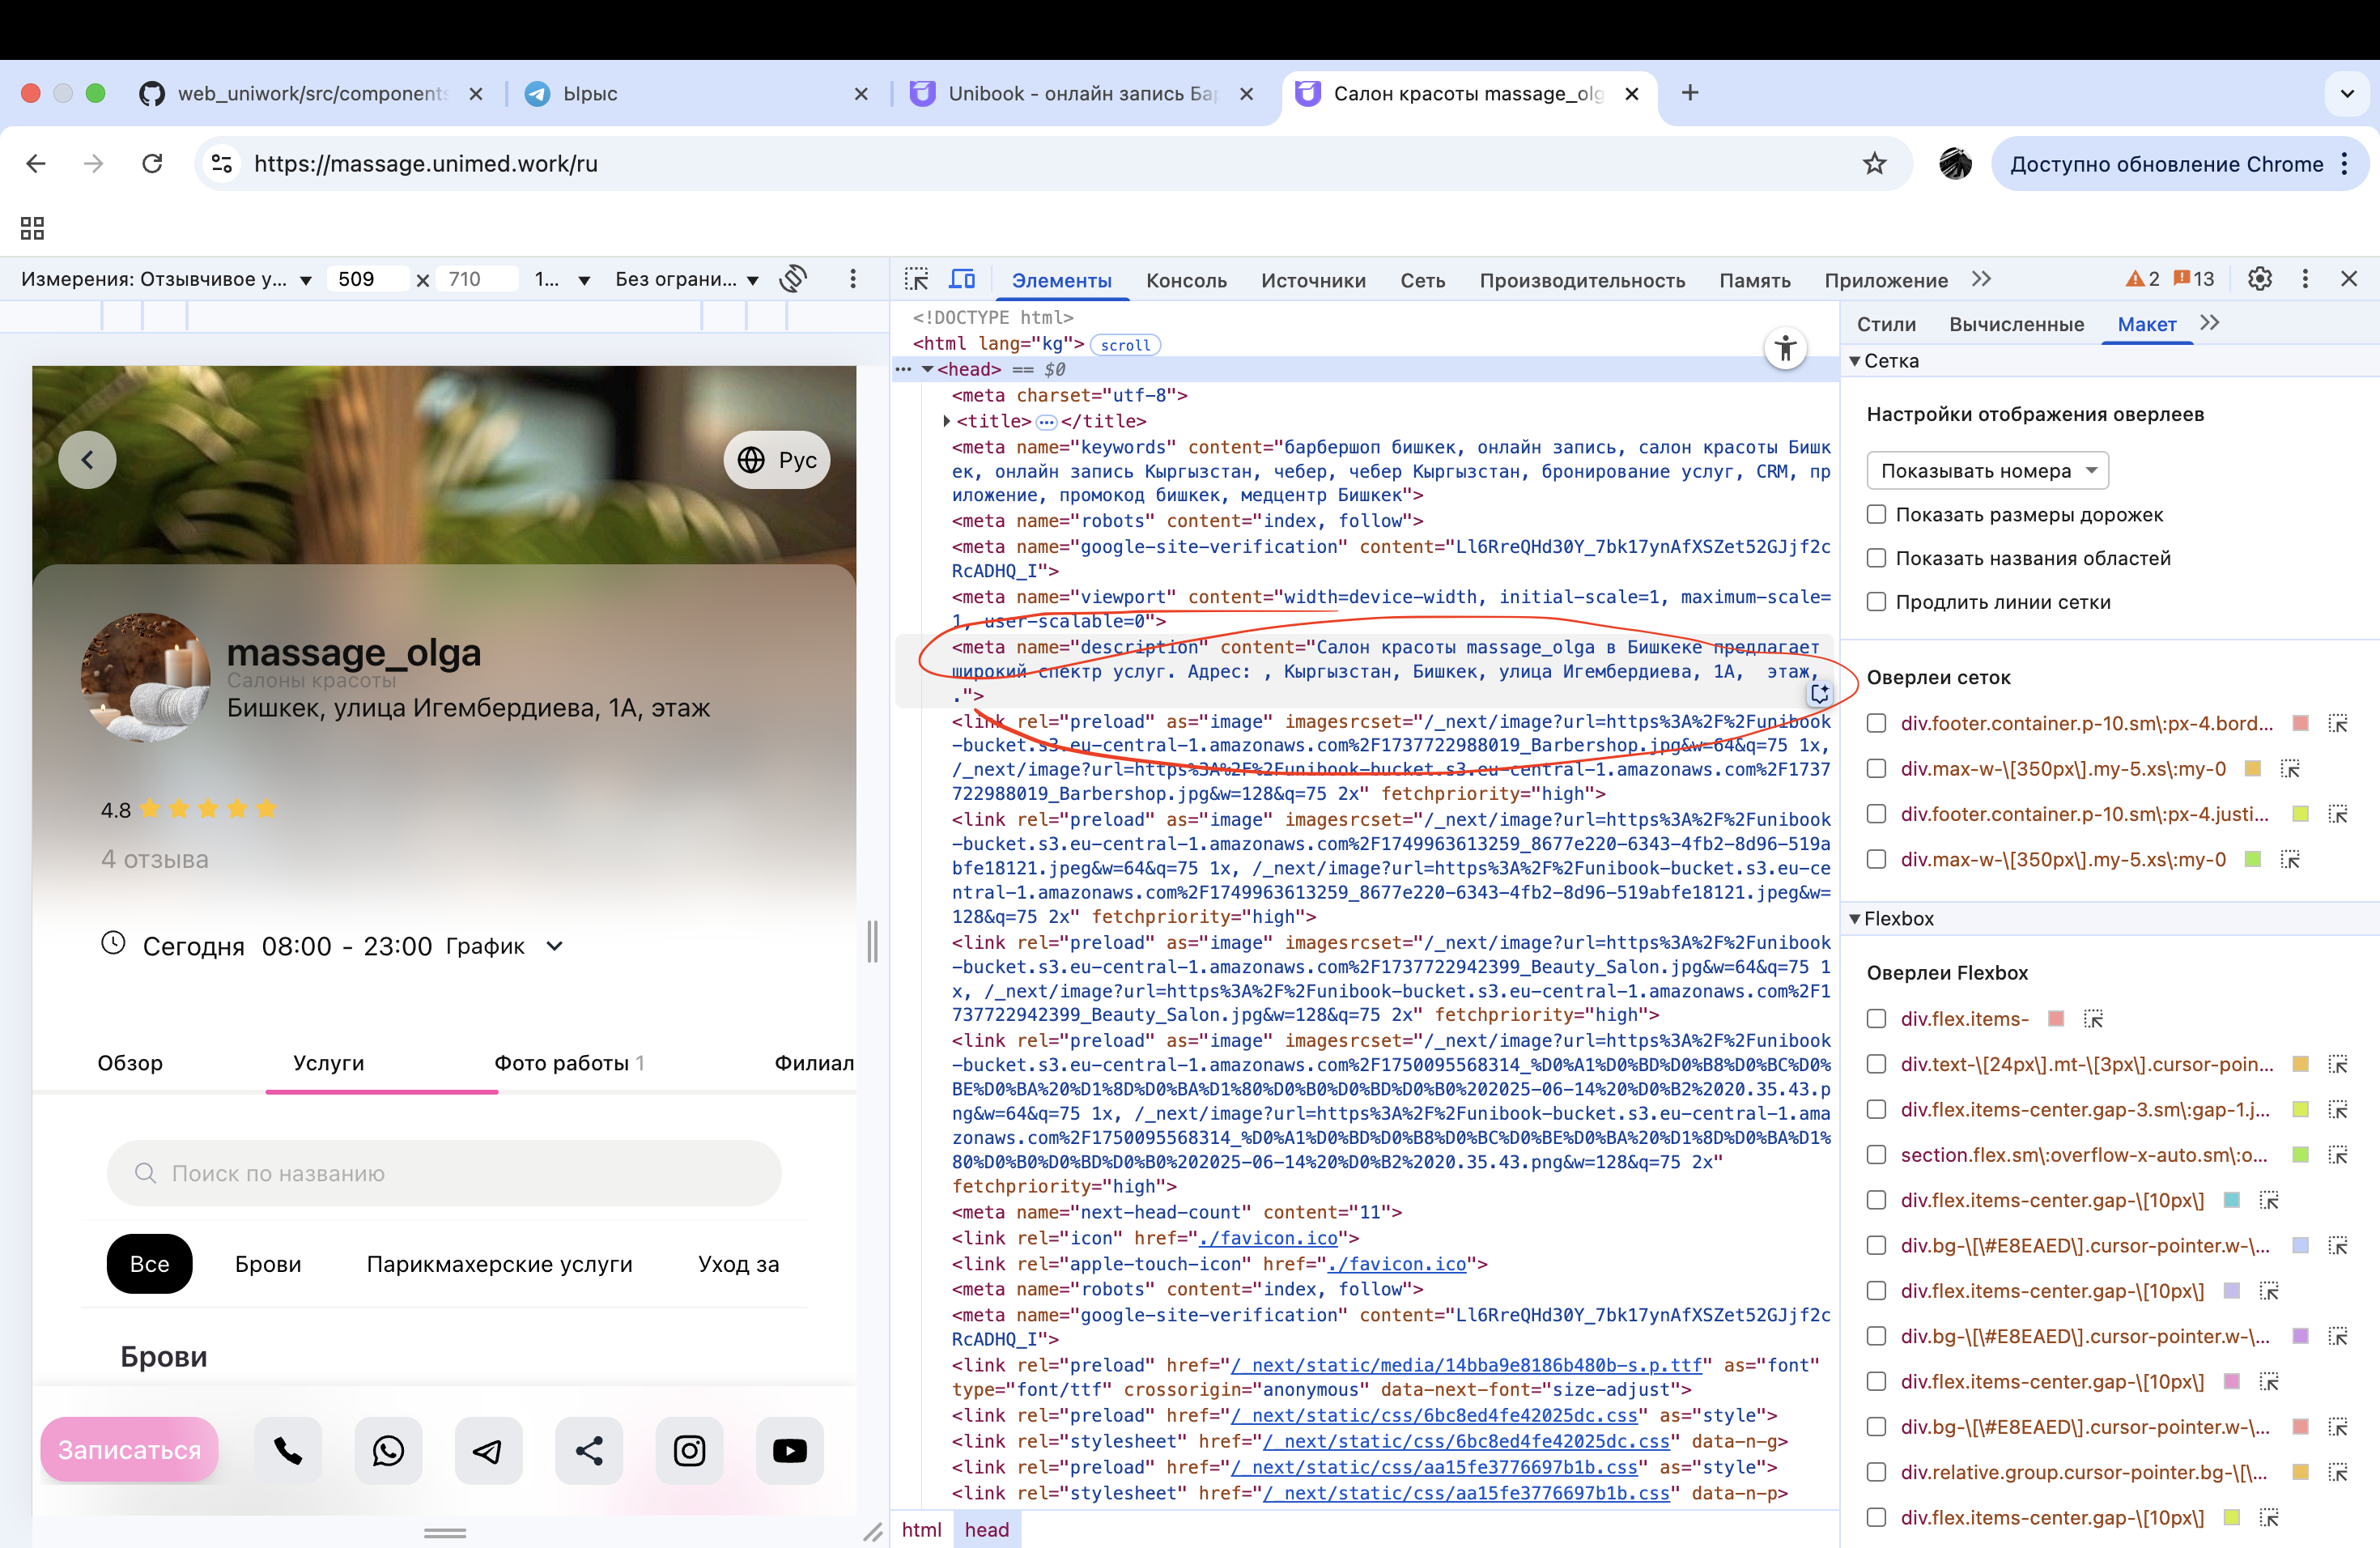 web_uniwork/src/components
Ырыс
Unibook - онлайн запись Бар
Салон красоты massage_olg
https://massage.unimed.work/ru
Доступно обновление Chrome
Измерения: Отзывчивое у...
509
×
710
1...
Без ограни...
Элементы
Консоль
Источники
Сеть
Производительность
Память
Приложение
2
13
Рус
massage_olga
Салоны красоты
Бишкек, улица Игембердиева, 1А, этаж
4.8
4 отзыва
Сегодня 08:00 - 23:00 График
Обзор
Услуги
Фото работы 1
Филиал
Поиск по названию
Все
Брови
Парикмахерские услуги
Уход за
Брови
Записаться
<!DOCTYPE html>
<html lang="kg"> scroll
<head> == $0
<meta charset="utf-8">
<title>…</title>
<meta name="keywords" content="барбершоп бишкек, онлайн запись, салон красоты Бишк
ек, онлайн запись Кыргызстан, чебер, чебер Кыргызстан, бронирование услуг, CRM, пр
иложение, промокод бишкек, медцентр Бишкек">
<meta name="robots" content="index, follow">
<meta name="google-site-verification" content="Ll6RreQHd30Y_7bk17ynAfXSZet52GJjf2c
RcADHQ_I">
<meta name="viewport" content="width=device-width, initial-scale=1, maximum-scale=
1, user-scalable=0">
<meta name="description" content="Салон красоты massage_olga в Бишкеке предлагает
широкий спектр услуг. Адрес: , Кыргызстан, Бишкек, улица Игембердиева, 1А,  этаж,
.">
<link rel="preload" as="image" imagesrcset="/_next/image?url=https%3A%2F%2Funibook
-bucket.s3.eu-central-1.amazonaws.com%2F1737722988019_Barbershop.jpg&w=64&q=75 1x,
/_next/image?url=https%3A%2F%2Funibook-bucket.s3.eu-central-1.amazonaws.com%2F1737
722988019_Barbershop.jpg&w=128&q=75 2x" fetchpriority="high">
<link rel="preload" as="image" imagesrcset="/_next/image?url=https%3A%2F%2Funibook
-bucket.s3.eu-central-1.amazonaws.com%2F1749963613259_8677e220-6343-4fb2-8d96-519a
bfe18121.jpeg&w=64&q=75 1x, /_next/image?url=https%3A%2F%2Funibook-bucket.s3.eu-ce
ntral-1.amazonaws.com%2F1749963613259_8677e220-6343-4fb2-8d96-519abfe18121.jpeg&w=
128&q=75 2x" fetchpriority="high">
<link rel="preload" as="image" imagesrcset="/_next/image?url=https%3A%2F%2Funibook
-bucket.s3.eu-central-1.amazonaws.com%2F1737722942399_Beauty_Salon.jpg&w=64&q=75 1
x, /_next/image?url=https%3A%2F%2Funibook-bucket.s3.eu-central-1.amazonaws.com%2F1
737722942399_Beauty_Salon.jpg&w=128&q=75 2x" fetchpriority="high">
<link rel="preload" as="image" imagesrcset="/_next/image?url=https%3A%2F%2Funibook
-bucket.s3.eu-central-1.amazonaws.com%2F1750095568314_%D0%A1%D0%BD%D0%B8%D0%BC%D0%
BE%D0%BA%20%D1%8D%D0%BA%D1%80%D0%B0%D0%BD%D0%B0%202025-06-14%20%D0%B2%2020.35.43.p
ng&w=64&q=75 1x, /_next/image?url=https%3A%2F%2Funibook-bucket.s3.eu-central-1.ama
zonaws.com%2F1750095568314_%D0%A1%D0%BD%D0%B8%D0%BC%D0%BE%D0%BA%20%D1%8D%D0%BA%D1%
80%D0%B0%D0%BD%D0%B0%202025-06-14%20%D0%B2%2020.35.43.png&w=128&q=75 2x"
fetchpriority="high">
<meta name="next-head-count" content="11">
<link rel="icon" href="./favicon.ico">
<link rel="apple-touch-icon" href="./favicon.ico">
<meta name="robots" content="index, follow">
<meta name="google-site-verification" content="Ll6RreQHd30Y_7bk17ynAfXSZet52GJjf2c
RcADHQ_I">
<link rel="preload" href="/_next/static/media/14bba9e8186b480b-s.p.ttf" as="font"
type="font/ttf" crossorigin="anonymous" data-next-font="size-adjust">
<link rel="preload" href="/_next/static/css/6bc8ed4fe42025dc.css" as="style">
<link rel="stylesheet" href="/_next/static/css/6bc8ed4fe42025dc.css" data-n-g>
<link rel="preload" href="/_next/static/css/aa15fe3776697b1b.css" as="style">
<link rel="stylesheet" href="/_next/static/css/aa15fe3776697b1b.css" data-n-p>
html
head
Стили
Вычисленные
Макет
Сетка
Настройки отображения оверлеев
Показывать номера
Показать размеры дорожек
Показать названия областей
Продлить линии сетки
Оверлеи сеток
div.footer.container.p-10.sm\:px-4.bord...
div.max-w-\[350px\].my-5.xs\:my-0
div.footer.container.p-10.sm\:px-4.justi...
div.max-w-\[350px\].my-5.xs\:my-0
Flexbox
Оверлеи Flexbox
div.flex.items-
div.text-\[24px\].mt-\[3px\].cursor-poin...
div.flex.items-center.gap-3.sm\:gap-1.j...
section.flex.sm\:overflow-x-auto.sm\:o...
div.flex.items-center.gap-\[10px\]
div.bg-\[\#E8EAED\].cursor-pointer.w-\...
div.flex.items-center.gap-\[10px\]
div.bg-\[\#E8EAED\].cursor-pointer.w-\...
div.flex.items-center.gap-\[10px\]
div.bg-\[\#E8EAED\].cursor-pointer.w-\...
div.relative.group.cursor-pointer.bg-\[\...
div.flex.items-center.gap-\[10px\]